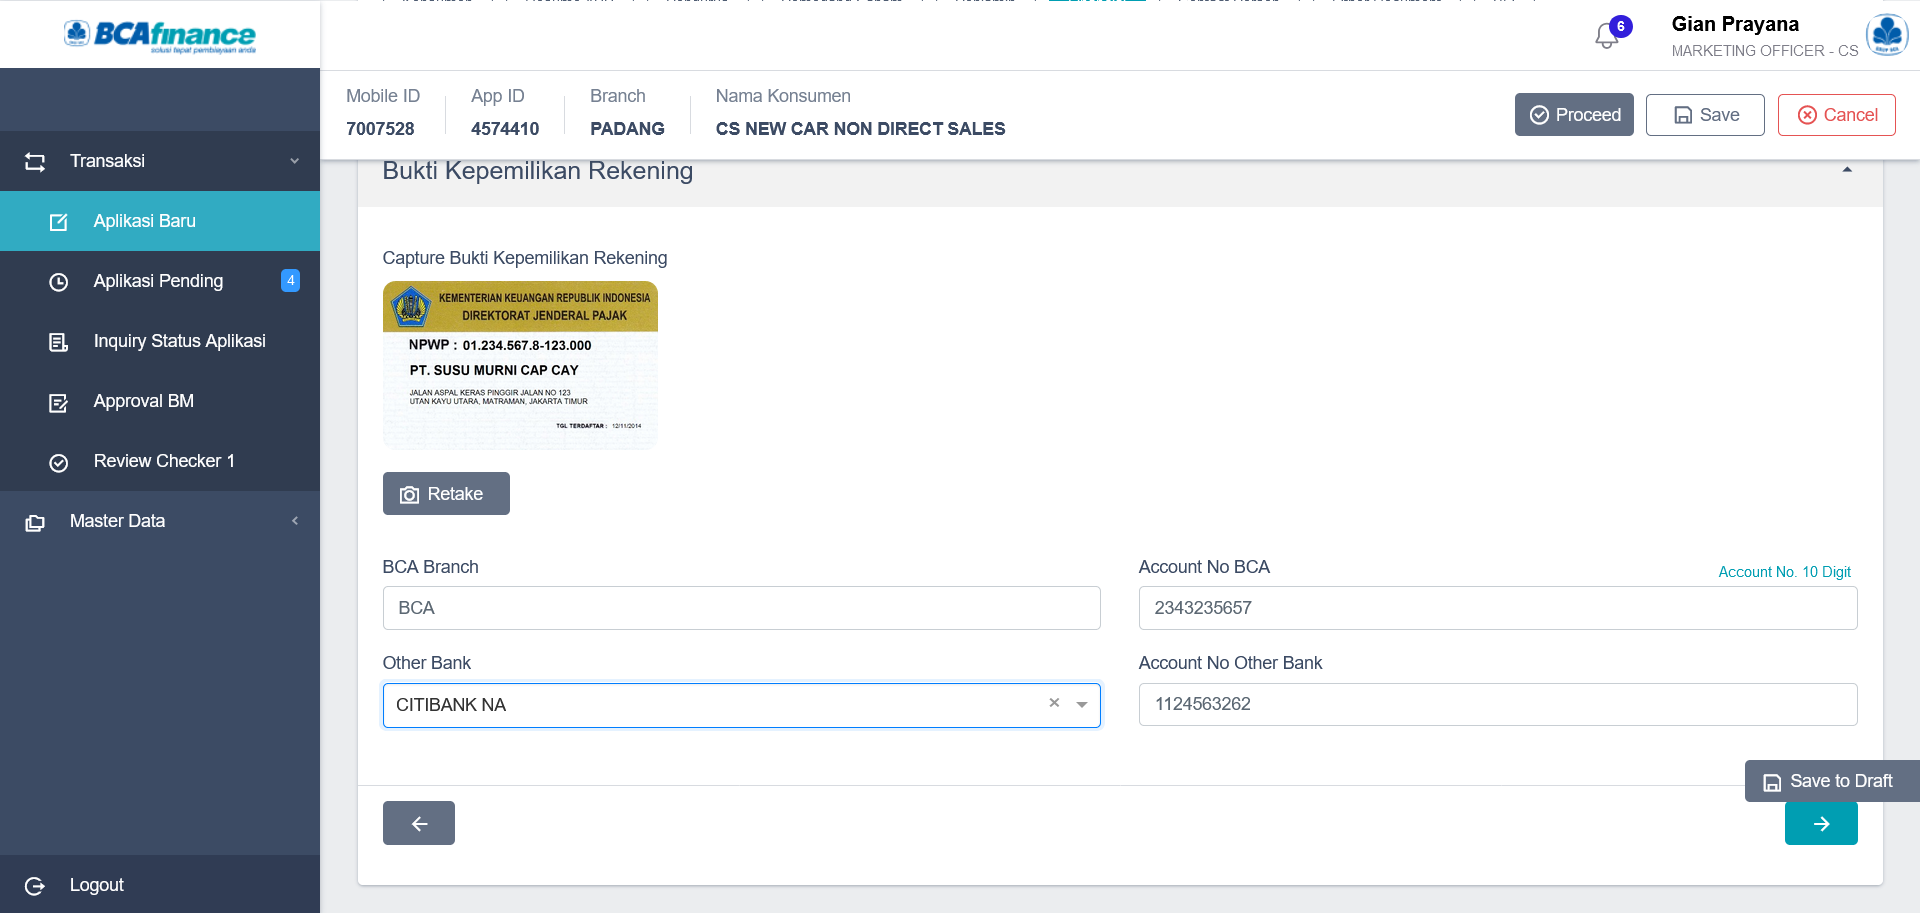 BCAfinance
solusi tepat pembiayaan anda
6
Gian Prayana
MARKETING OFFICER - CS
Mobile ID
7007528
App ID
4574410
Branch
PADANG
Nama Konsumen
CS NEW CAR NON DIRECT SALES
Proceed
Save
Cancel
Transaksi
Aplikasi Baru
Aplikasi Pending
4
Inquiry Status Aplikasi
Approval BM
Review Checker 1
Master Data
Logout
Bukti Kepemilikan Rekening
Capture Bukti Kepemilikan Rekening
KEMENTERIAN KEUANGAN REPUBLIK INDONESIA
DIREKTORAT JENDERAL PAJAK
NPWP : 01.234.567.8-123.000
PT. SUSU MURNI CAP CAY
JALAN ASPAL KERAS PINGGIR JALAN NO 123
UTAN KAYU UTARA, MATRAMAN, JAKARTA TIMUR
TGL TERDAFTAR : 12/11/2014
Retake
BCA Branch
BCA
Account No BCA
Account No. 10 Digit
2343235657
Other Bank
CITIBANK NA
Account No Other Bank
1124563262
Save to Draft